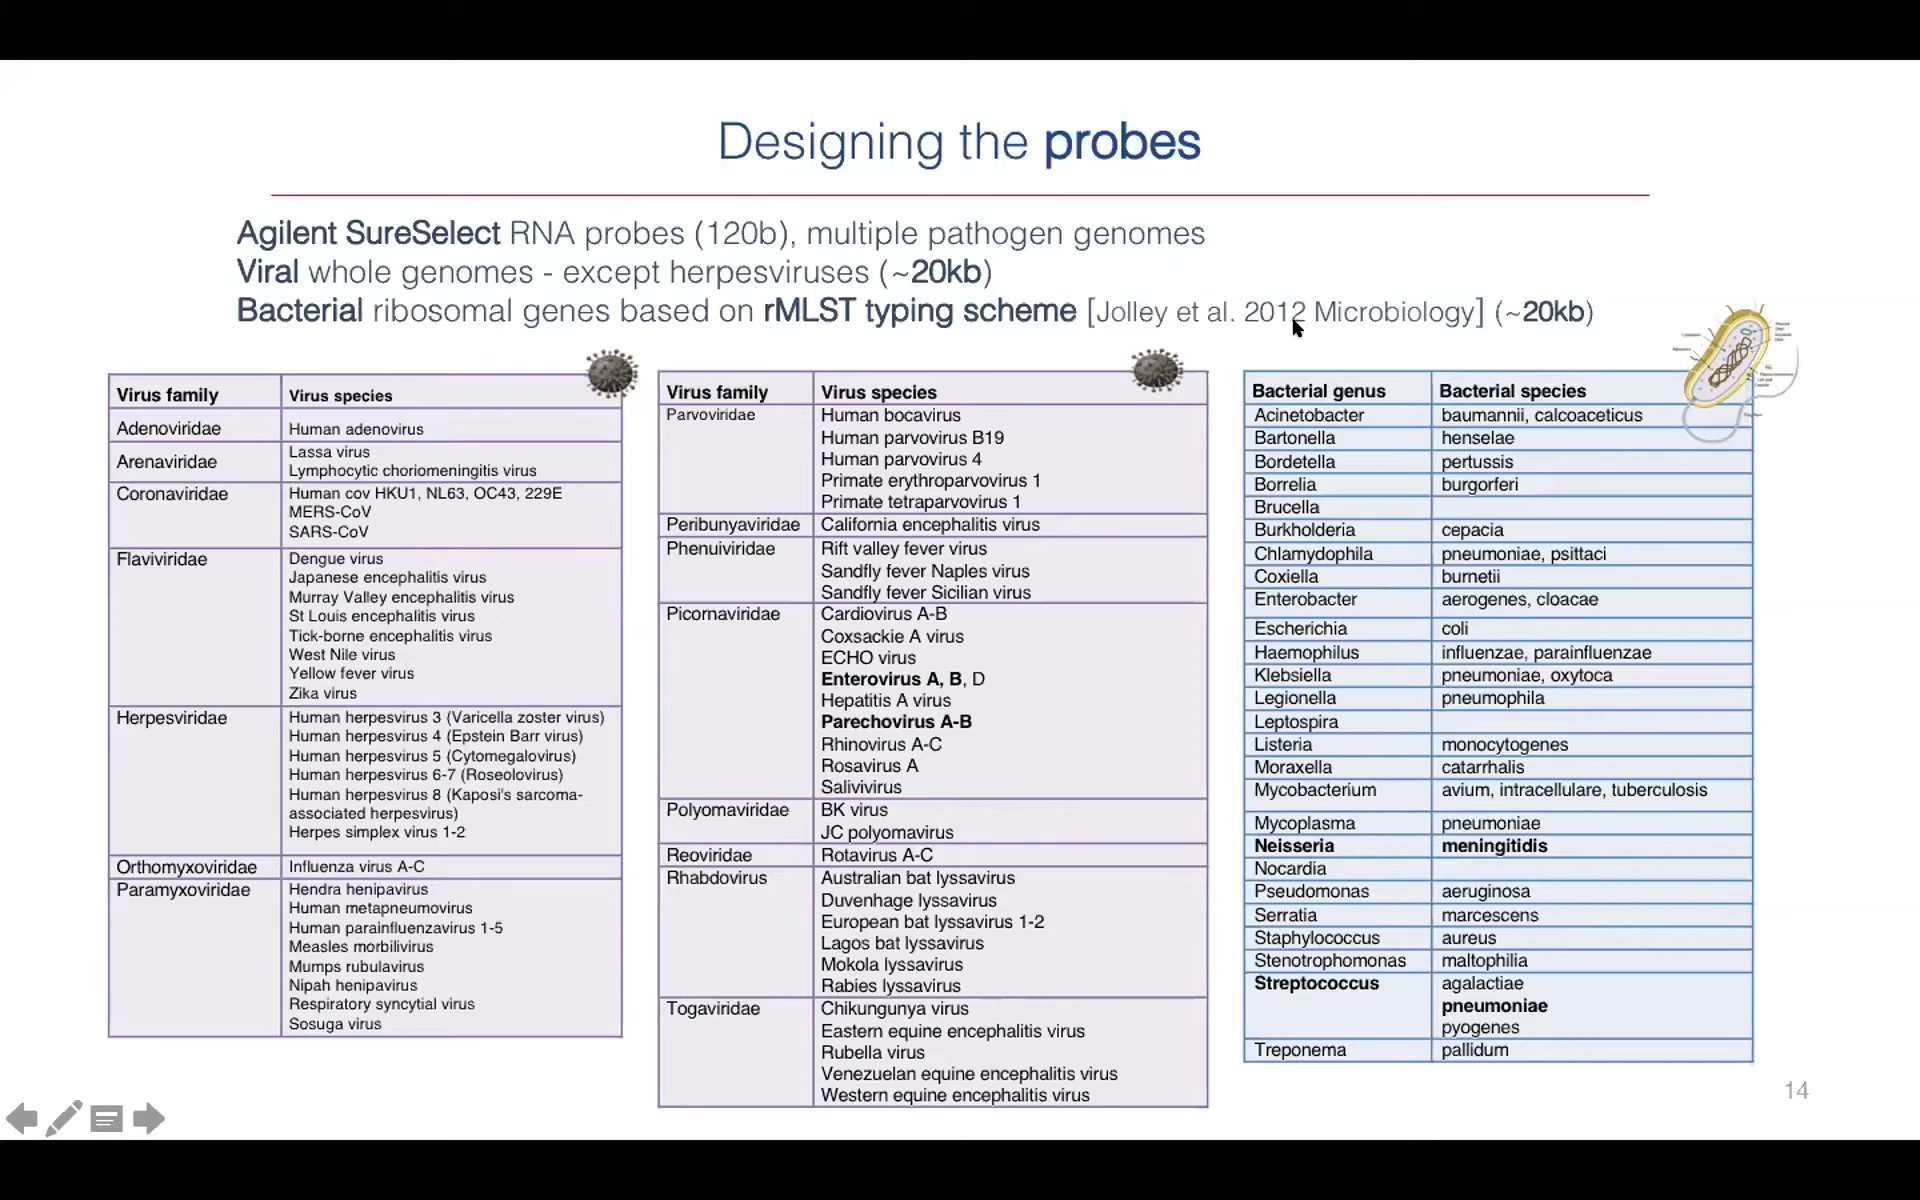 Designing the probes
Agilent SureSelect RNA probes (120b), multiple pathogen genomes
Viral whole genomes - except herpesviruses (~20kb)
Bacterial ribosomal genes based on rMLST typing scheme [Jolley et al. 2012 Microbiology] (~20kb)
Virus family Virus species
Adenoviridae Human adenovirus
Arenaviridae Lassa virus
Lymphocytic choriomeningitis virus
Coronaviridae Human cov HKU1, NL63, OC43, 229E
MERS-CoV
SARS-CoV
Flaviviridae Dengue virus
Japanese encephalitis virus
Murray Valley encephalitis virus
St Louis encephalitis virus
Tick-borne encephalitis virus
West Nile virus
Yellow fever virus
Zika virus
Herpesviridae Human herpesvirus 3 (Varicella zoster virus)
Human herpesvirus 4 (Epstein Barr virus)
Human herpesvirus 5 (Cytomegalovirus)
Human herpesvirus 6-7 (Roseolovirus)
Human herpesvirus 8 (Kaposi's sarcoma-
associated herpesvirus)
Herpes simplex virus 1-2
Orthomyxoviridae Influenza virus A-C
Paramyxoviridae Hendra henipavirus
Human metapneumovirus
Human parainfluenzavirus 1-5
Measles morbilivirus
Mumps rubulavirus
Nipah henipavirus
Respiratory syncytial virus
Sosuga virus
Virus family Virus species
Parvoviridae Human bocavirus
Human parvovirus B19
Human parvovirus 4
Primate erythroparvovirus 1
Primate tetraparvovirus 1
Peribunyaviridae California encephalitis virus
Phenuiviridae Rift valley fever virus
Sandfly fever Naples virus
Sandfly fever Sicilian virus
Picornaviridae Cardiovirus A-B
Coxsackie A virus
ECHO virus
Enterovirus A, B, D
Hepatitis A virus
Parechovirus A-B
Rhinovirus A-C
Rosavirus A
Salivivirus
Polyomaviridae BK virus
JC polyomavirus
Reoviridae Rotavirus A-C
Rhabdovirus Australian bat lyssavirus
Duvenhage lyssavirus
European bat lyssavirus 1-2
Lagos bat lyssavirus
Mokola lyssavirus
Rabies lyssavirus
Togaviridae Chikungunya virus
Eastern equine encephalitis virus
Rubella virus
Venezuelan equine encephalitis virus
Western equine encephalitis virus
Bacterial genus Bacterial species
Acinetobacter baumannii, calcoaceticus
Bartonella henselae
Bordetella pertussis
Borrelia burgorferi
Brucella
Burkholderia cepacia
Chlamydophila pneumoniae, psittaci
Coxiella burnetii
Enterobacter aerogenes, cloacae
Escherichia coli
Haemophilus influenzae, parainfluenzae
Klebsiella pneumoniae, oxytoca
Legionella pneumophila
Leptospira
Listeria monocytogenes
Moraxella catarrhalis
Mycobacterium avium, intracellulare, tuberculosis
Mycoplasma pneumoniae
Neisseria meningitidis
Nocardia
Pseudomonas aeruginosa
Serratia marcescens
Staphylococcus aureus
Stenotrophomonas maltophilia
Streptococcus agalactiae
pneumoniae
pyogenes
Treponema pallidum
14